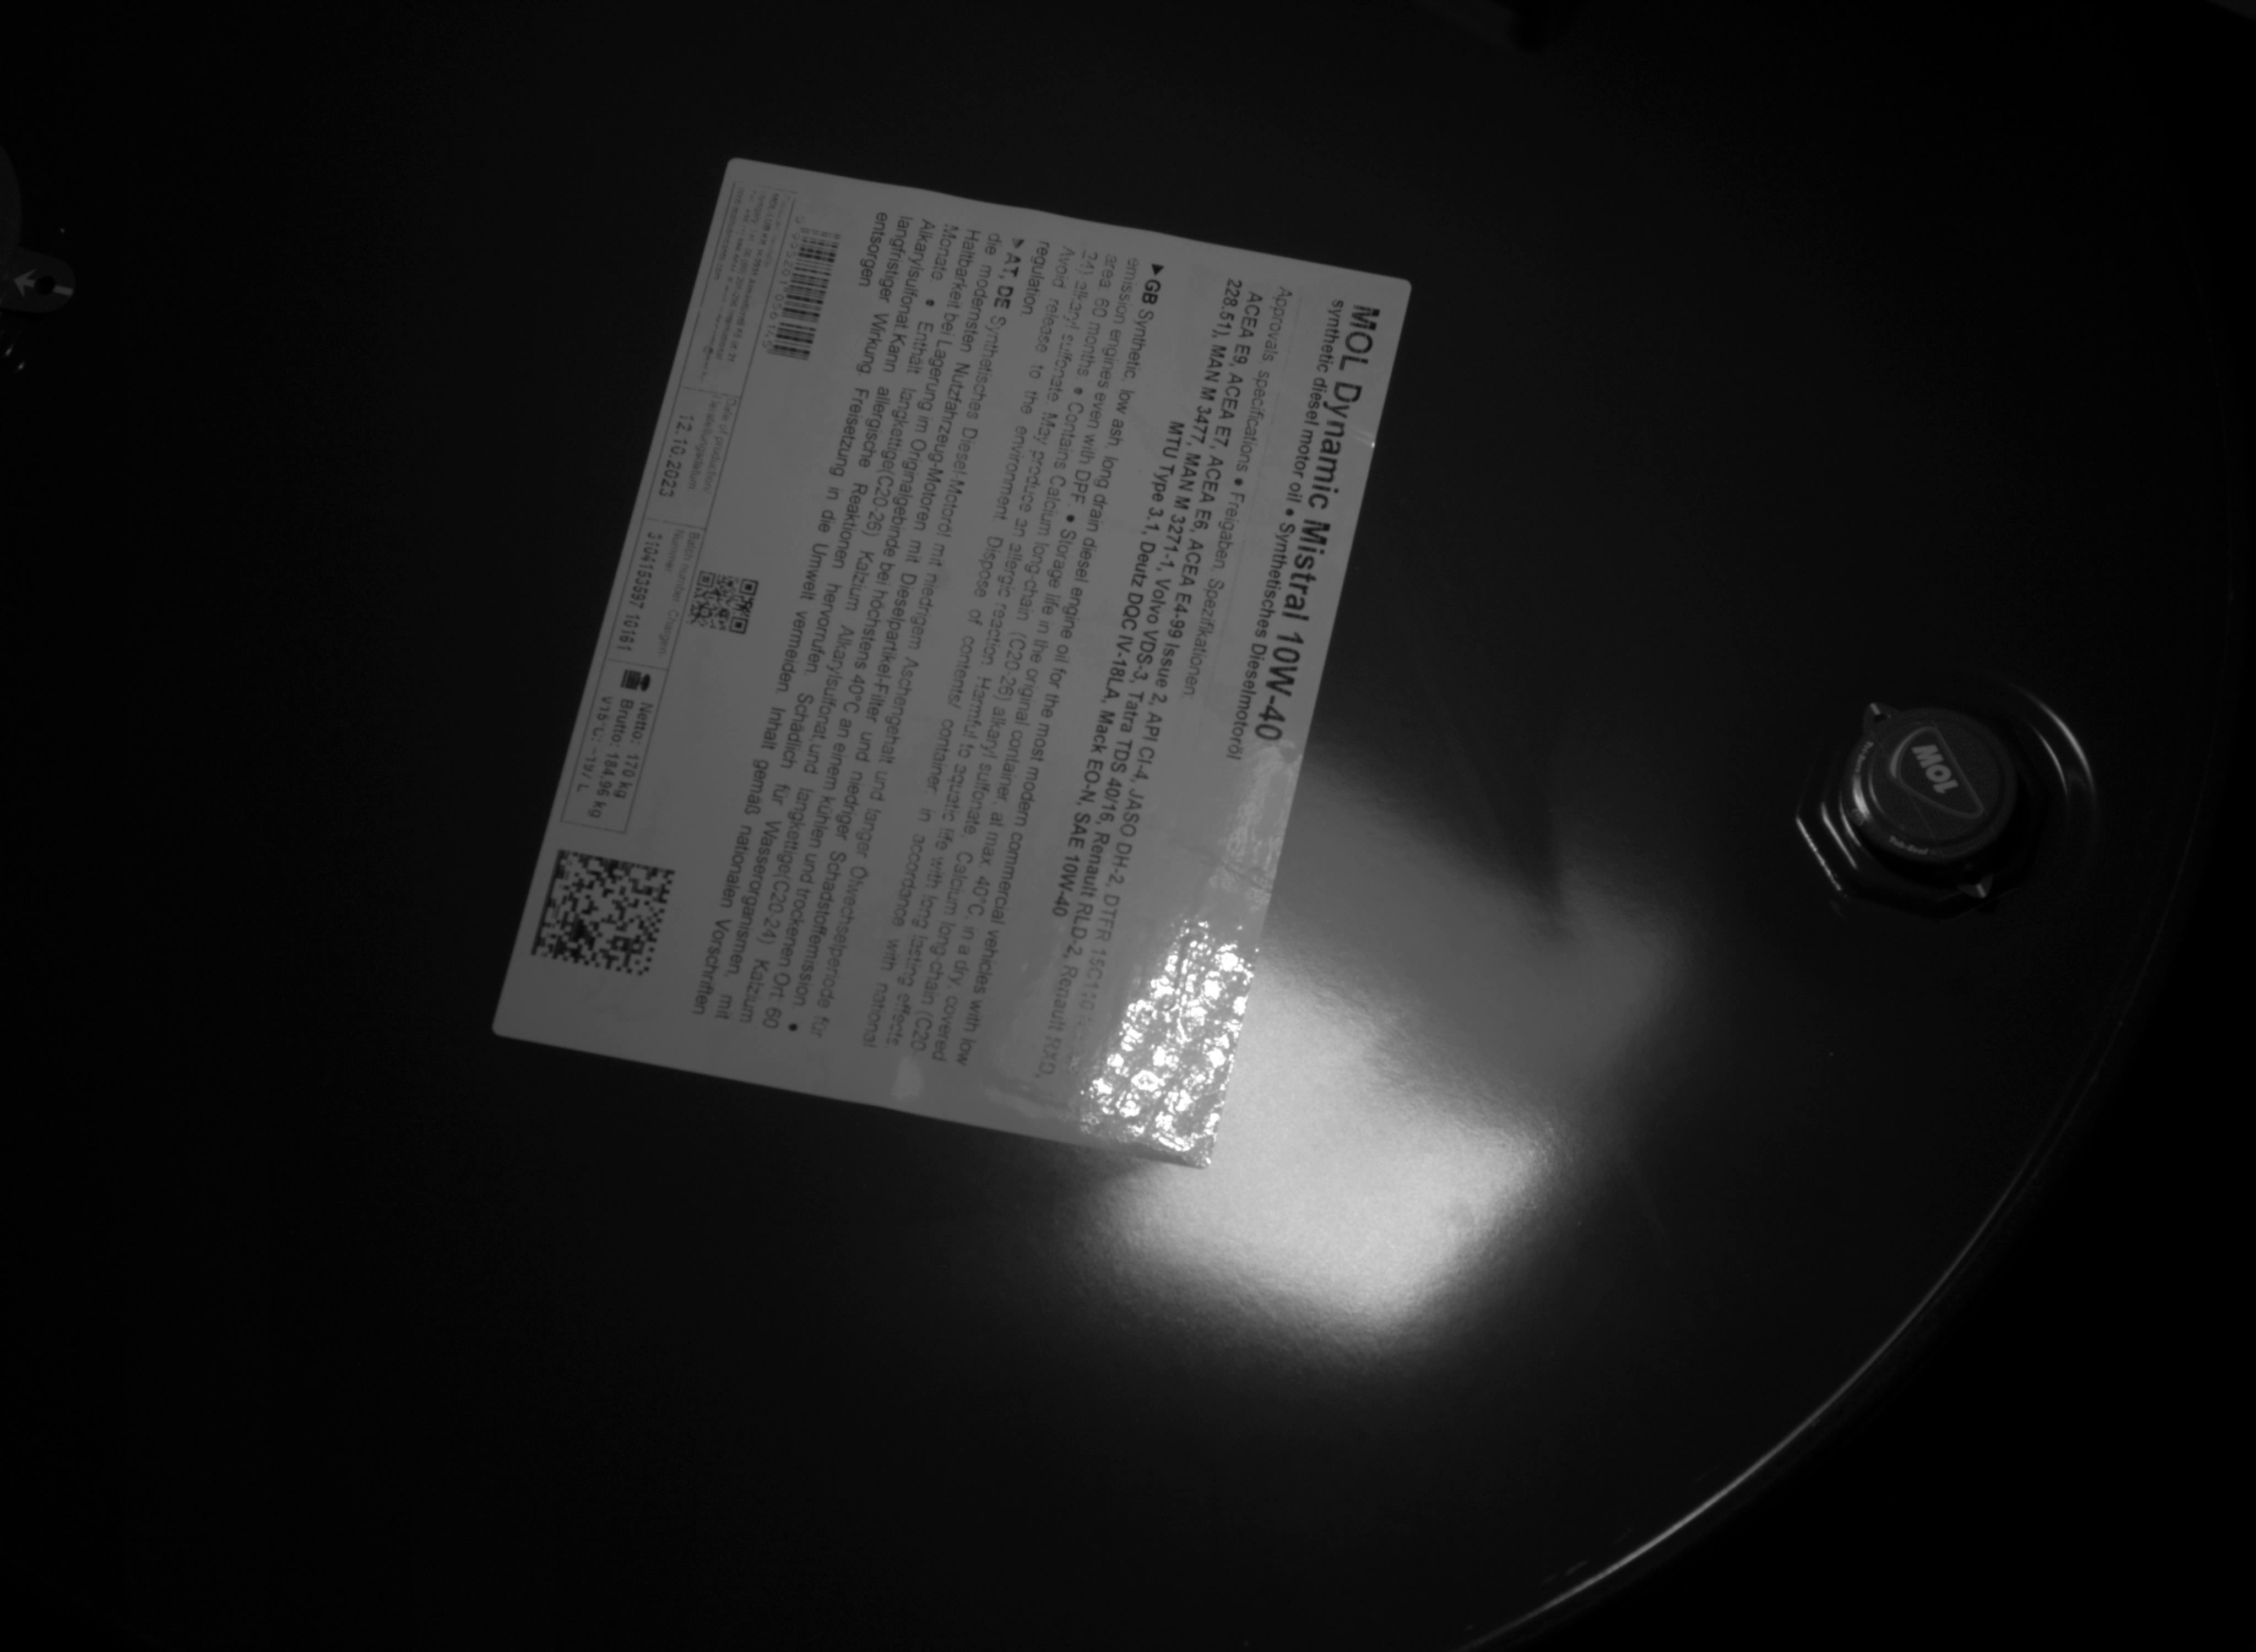 MOL Dynamic Mistral 10W-40
synthetic diesel motor oil • Synthetisches Dieselmotoröl
Approvals, specifications • Freigaben, Spezifikationen:
ACEA E9, ACEA E7, ACEA E6, ACEA E4-99 Issue 2, API CI-4, JASO DH-2, DTFR 15C110
228.51), MAN M 3477, MAN M 3271-1, Volvo VDS-3, Tatra TDS 40/16, Renault RLD-2, Renault RXD,
MTU Type 3.1, Deutz DQC IV-18LA, Mack EO-N, SAE 10W-40
▶GB Synthetic, low ash, long drain diesel engine oil for the most modern commercial vehicles with low
emission engines even with DPF. • Storage life in the original container, at max. 40°C, in a dry, covered
area: 60 months • Contains Calcium long-chain (C20-26) alkaryl sulfonate, Calcium long-chain (C20-
24) alkaryl sulfonate. May produce an allergic reaction. Harmful to aquatic life with long lasting effects.
Avoid release to the environment. Dispose of contents/ container: in accordance with national
regulation.
AT, DE Synthetisches Diesel-Motoröl mit niedrigem Aschengehalt und langer Ölwechselperiode für
die modernsten Nutzfahrzeug-Motoren mit Dieselpartikel-Filter und niedriger Schadstoffemission. •
Haltbarkeit bei Lagerung im Originalgebinde bei höchstens 40°C an einem kühlen und trockenen Ort: 60
Monate. • Enthält langkettige(C20-26) Kalzium Alkarylsulfonat und langkettige(C20-24) Kalzium
Alkarylsulfonat. Kann allergische Reaktionen hervorrufen. Schädlich für Wasserorganismen, mit
langfristiger Wirkung. Freisetzung in die Umwelt vermeiden. Inhalt gemäß nationalen Vorschriften
entsorgen
Date of production/
Herstellungsdatum
12.10.2023
Batch number/ Chargen
Nummer:
Netto: 170 kg
Brutto: 184,96 kg
MOL